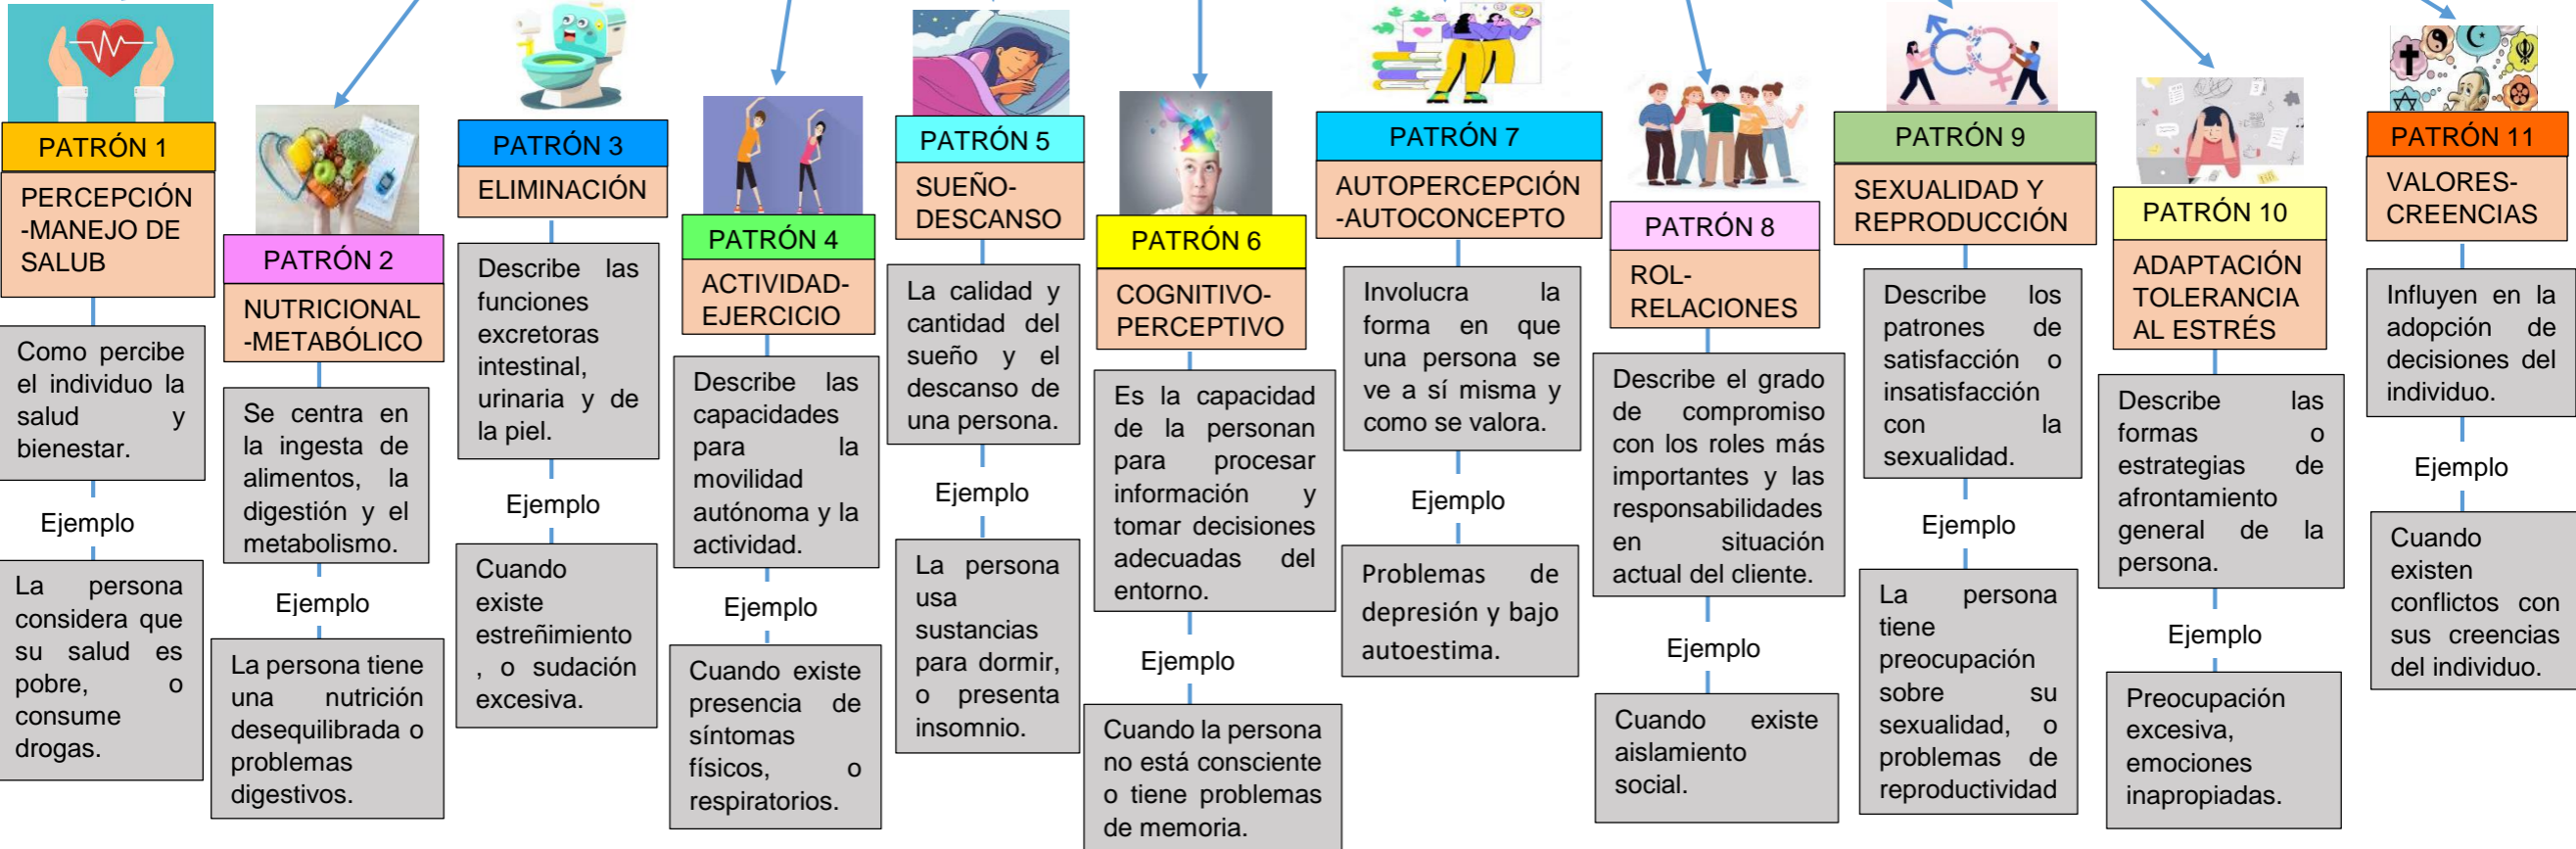 PATRÓN 1
PERCEPCIÓN
-MANEJO DE
SALUB
Como percibe
el individuo la
salud y
bienestar.
Ejemplo
La persona
considera que
su salud es
pobre, o
consume
drogas.
PATRÓN 2
NUTRICIONAL
-METABÓLICO
Se centra en
la ingesta de
alimentos, la
digestión y el
metabolismo.
Ejemplo
La persona tiene
una nutrición
desequilibrada o
problemas
digestivos.
PATRÓN 3
ELIMINACIÓN
Describe las
funciones
excretoras
intestinal,
urinaria y de
la piel.
Ejemplo
Cuando
existe
estreñimiento
, o sudación
excesiva.
PATRÓN 4
ACTIVIDAD-
EJERCICIO
Describe las
capacidades
para la
movilidad
autónoma y la
actividad.
Ejemplo
Cuando existe
presencia de
síntomas
físicos, o
respiratorios.
PATRÓN 5
SUEÑO-
DESCANSO
La calidad y
cantidad del
sueño y el
descanso de
una persona.
Ejemplo
La persona
usa
sustancias
para dormir,
o presenta
insomnio.
PATRÓN 6
COGNITIVO-
PERCEPTIVO
Es la capacidad
de la personan
para procesar
información y
tomar decisiones
adecuadas del
entorno.
Ejemplo
Cuando la persona
no está consciente
o tiene problemas
de memoria.
PATRÓN 7
AUTOPERCEPCIÓN
-AUTOCONCEPTO
Involucra la
forma en que
una persona se
ve a sí misma y
como se valora.
Ejemplo
Problemas de
depresión y bajo
autoestima.
PATRÓN 8
ROL-
RELACIONES
Describe el grado
de compromiso
con los roles más
importantes y las
responsabilidades
en situación
actual del cliente.
Ejemplo
Cuando existe
aislamiento
social.
PATRÓN 9
SEXUALIDAD Y
REPRODUCCIÓN
Describe los
patrones de
satisfacción o
insatisfacción
con la
sexualidad.
Ejemplo
La persona
tiene
preocupación
sobre su
sexualidad, o
problemas de
reproductividad
PATRÓN 10
ADAPTACIÓN
TOLERANCIA
AL ESTRÉS
Describe las
formas o
estrategias de
afrontamiento
general de la
persona.
Ejemplo
Preocupación
excesiva,
emociones
inapropiadas.
PATRÓN 11
VALORES-
CREENCIAS
Influyen en la
adopción de
decisiones del
individuo.
Ejemplo
Cuando
existen
conflictos con
sus creencias
del individuo.